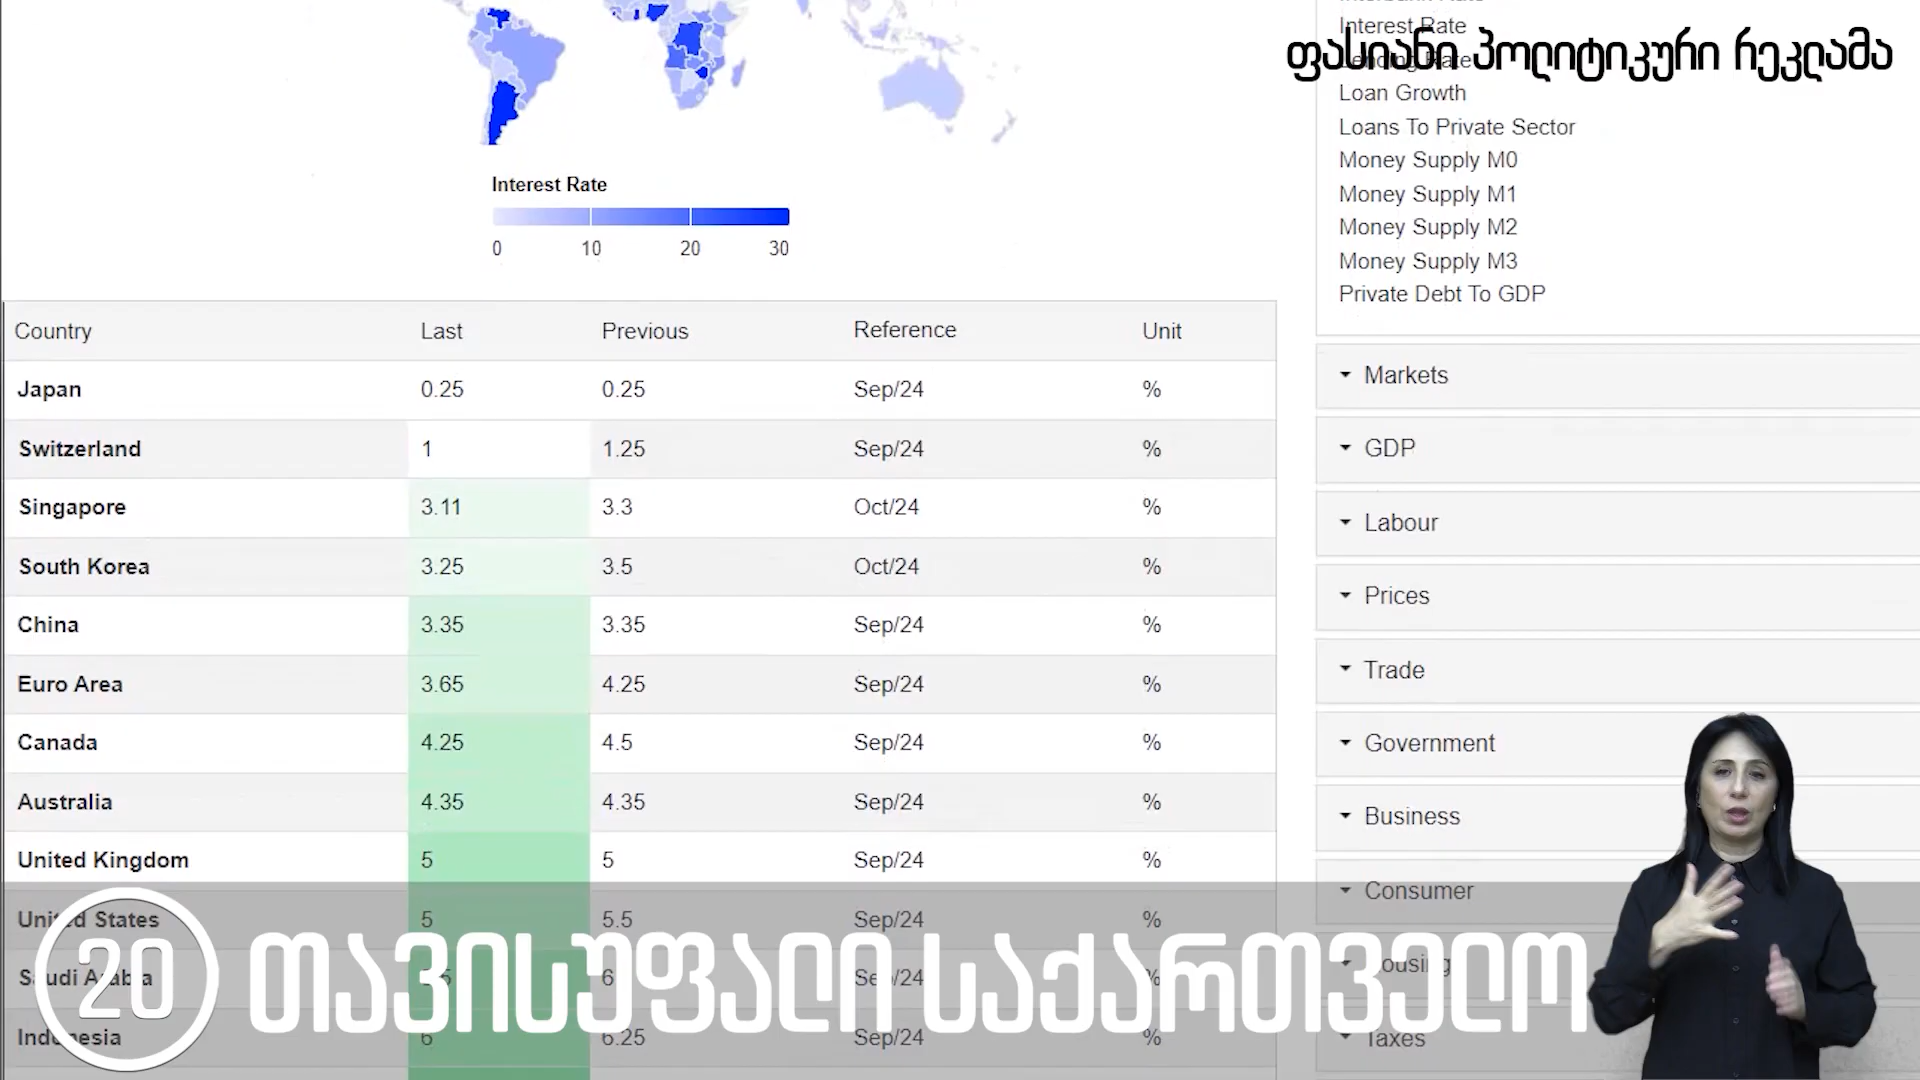 Interest Rate
ფასიანი პოლიტიკური რეკლამა
Loan Growth
Loans To Private Sector
Money Supply M0
Money Supply M1
Money Supply M2
Money Supply M3
Private Debt To GDP
Interest Rate
0 10 20 30
Country Last Previous Reference Unit
Japan 0.25 0.25 Sep/24 %
Switzerland 1 1.25 Sep/24 %
Singapore 3.11 3.3 Oct/24 %
South Korea 3.25 3.5 Oct/24 %
China 3.35 3.35 Sep/24 %
Euro Area 3.65 4.25 Sep/24 %
Canada 4.25 4.5 Sep/24 %
Australia 4.35 4.35 Sep/24 %
United Kingdom 5 5 Sep/24 %
United States 5 5.5 Sep/24 %
Saudi Arabia
Indonesia 6 6.25 Sep/24 %
Markets
GDP
Labour
Prices
Trade
Government
Business
Consumer
Taxes
20 თავისუფალი საქართველო